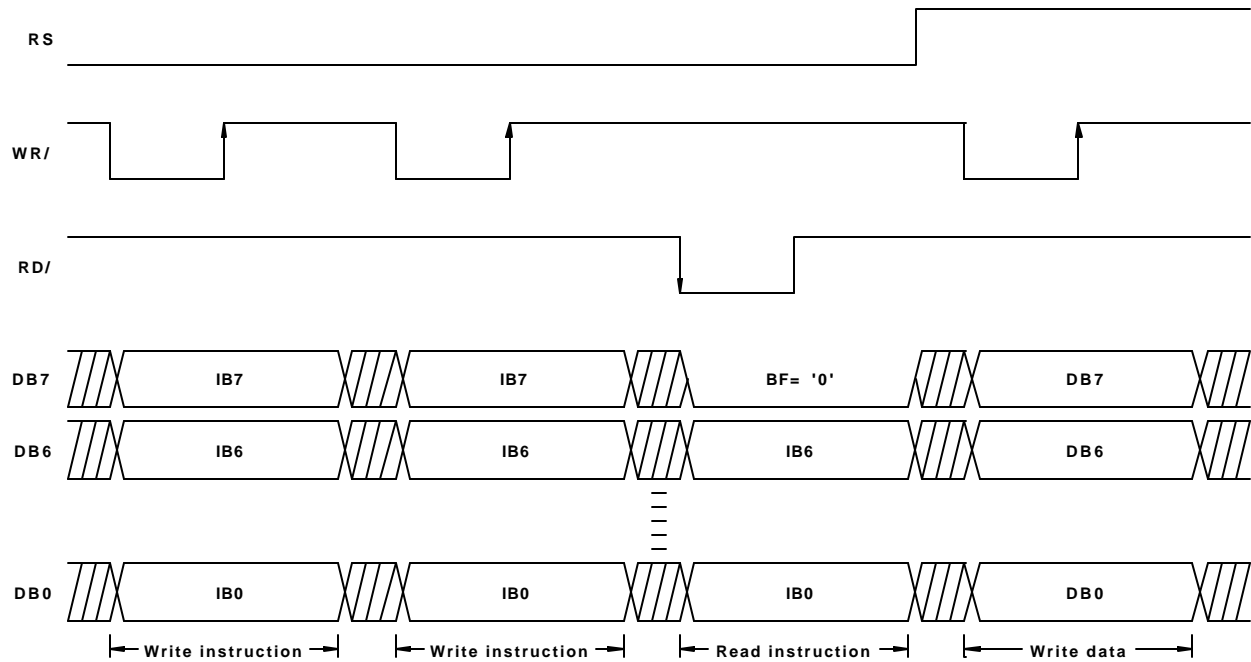 RS
WR/
RD/
DB7 IB7 IB7 BF= '0' DB7
DB6 IB6 IB6 IB6 DB6
DB0 IB0 IB0 IB0 DB0
Write instruction Write instruction Read instruction Write data